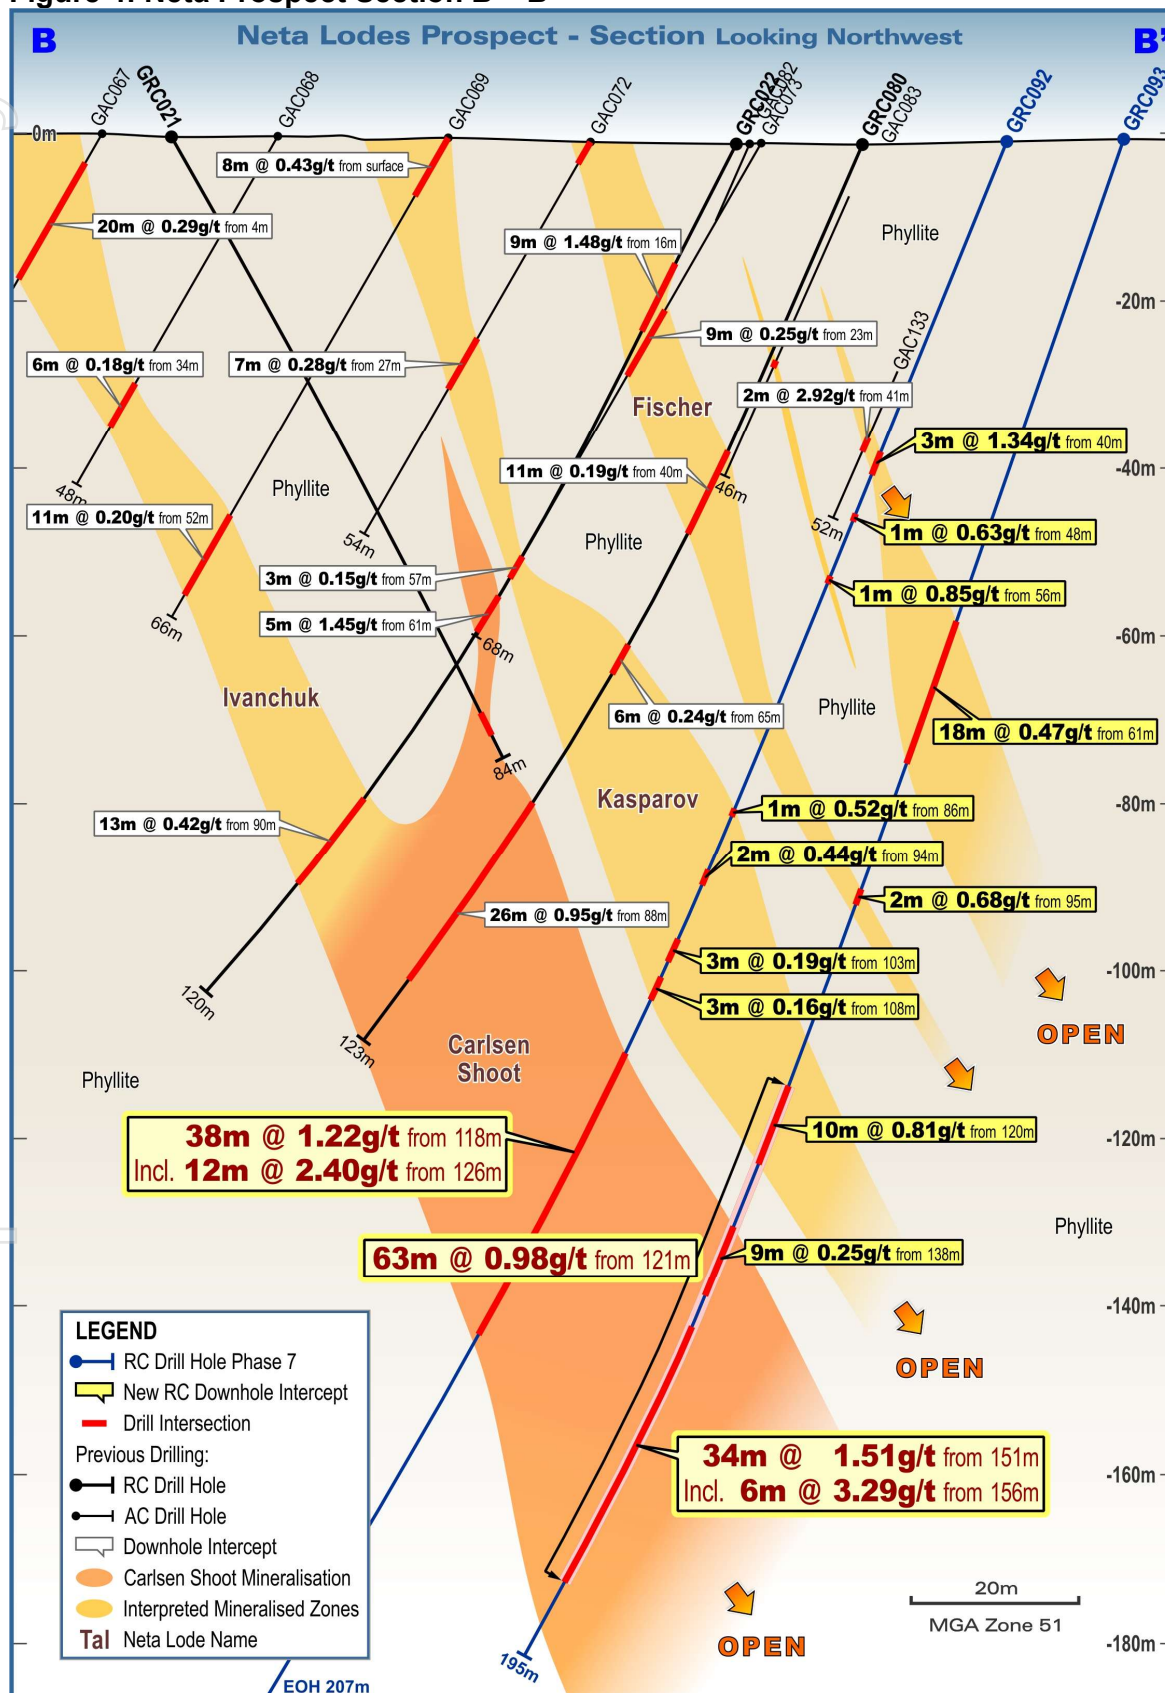 B
Neta Lodes Prospect - Section Looking Northwest
B'
GAC067
GRC021
GAC068
GAC069
GAC072
GRC022
GAC082
GAC073
GRC080
GAC083
GRC092
GRC093
0m
8m @ 0.43g/t from surface
20m @ 0.29g/t from 4m
9m @ 1.48g/t from 16m
Phyllite
-20m
9m @ 0.25g/t from 23m
GAC133
6m @ 0.18g/t from 34m
7m @ 0.28g/t from 27m
2m @ 2.92g/t from 41m
Fischer
3m @ 1.34g/t from 40m
11m @ 0.19g/t from 40m
-40m
46m
48m
Phyllite
11m @ 0.20g/t from 52m
52m
1m @ 0.63g/t from 48m
54m
Phyllite
3m @ 0.15g/t from 57m
1m @ 0.85g/t from 56m
5m @ 1.45g/t from 61m
66m
68m
-60m
Ivanchuk
6m @ 0.24g/t from 65m
Phyllite
18m @ 0.47g/t from 61m
84m
Kasparov
1m @ 0.52g/t from 86m
-80m
13m @ 0.42g/t from 90m
2m @ 0.44g/t from 94m
26m @ 0.95g/t from 88m
2m @ 0.68g/t from 95m
3m @ 0.19g/t from 103m
-100m
120m
3m @ 0.16g/t from 108m
OPEN
123m
Carlsen
Shoot
Phyllite
38m @ 1.22g/t from 118m
Incl. 12m @ 2.40g/t from 126m
10m @ 0.81g/t from 120m
-120m
Phyllite
63m @ 0.98g/t from 121m
9m @ 0.25g/t from 138m
-140m
OPEN
34m @ 1.51g/t from 151m
Incl. 6m @ 3.29g/t from 156m
-160m
LEGEND
RC Drill Hole Phase 7
New RC Downhole Intercept
Drill Intersection
Previous Drilling:
RC Drill Hole
AC Drill Hole
Downhole Intercept
Carlsen Shoot Mineralisation
Interpreted Mineralised Zones
Tal Neta Lode Name
20m
MGA Zone 51
OPEN
-180m
195m
EOH 207m